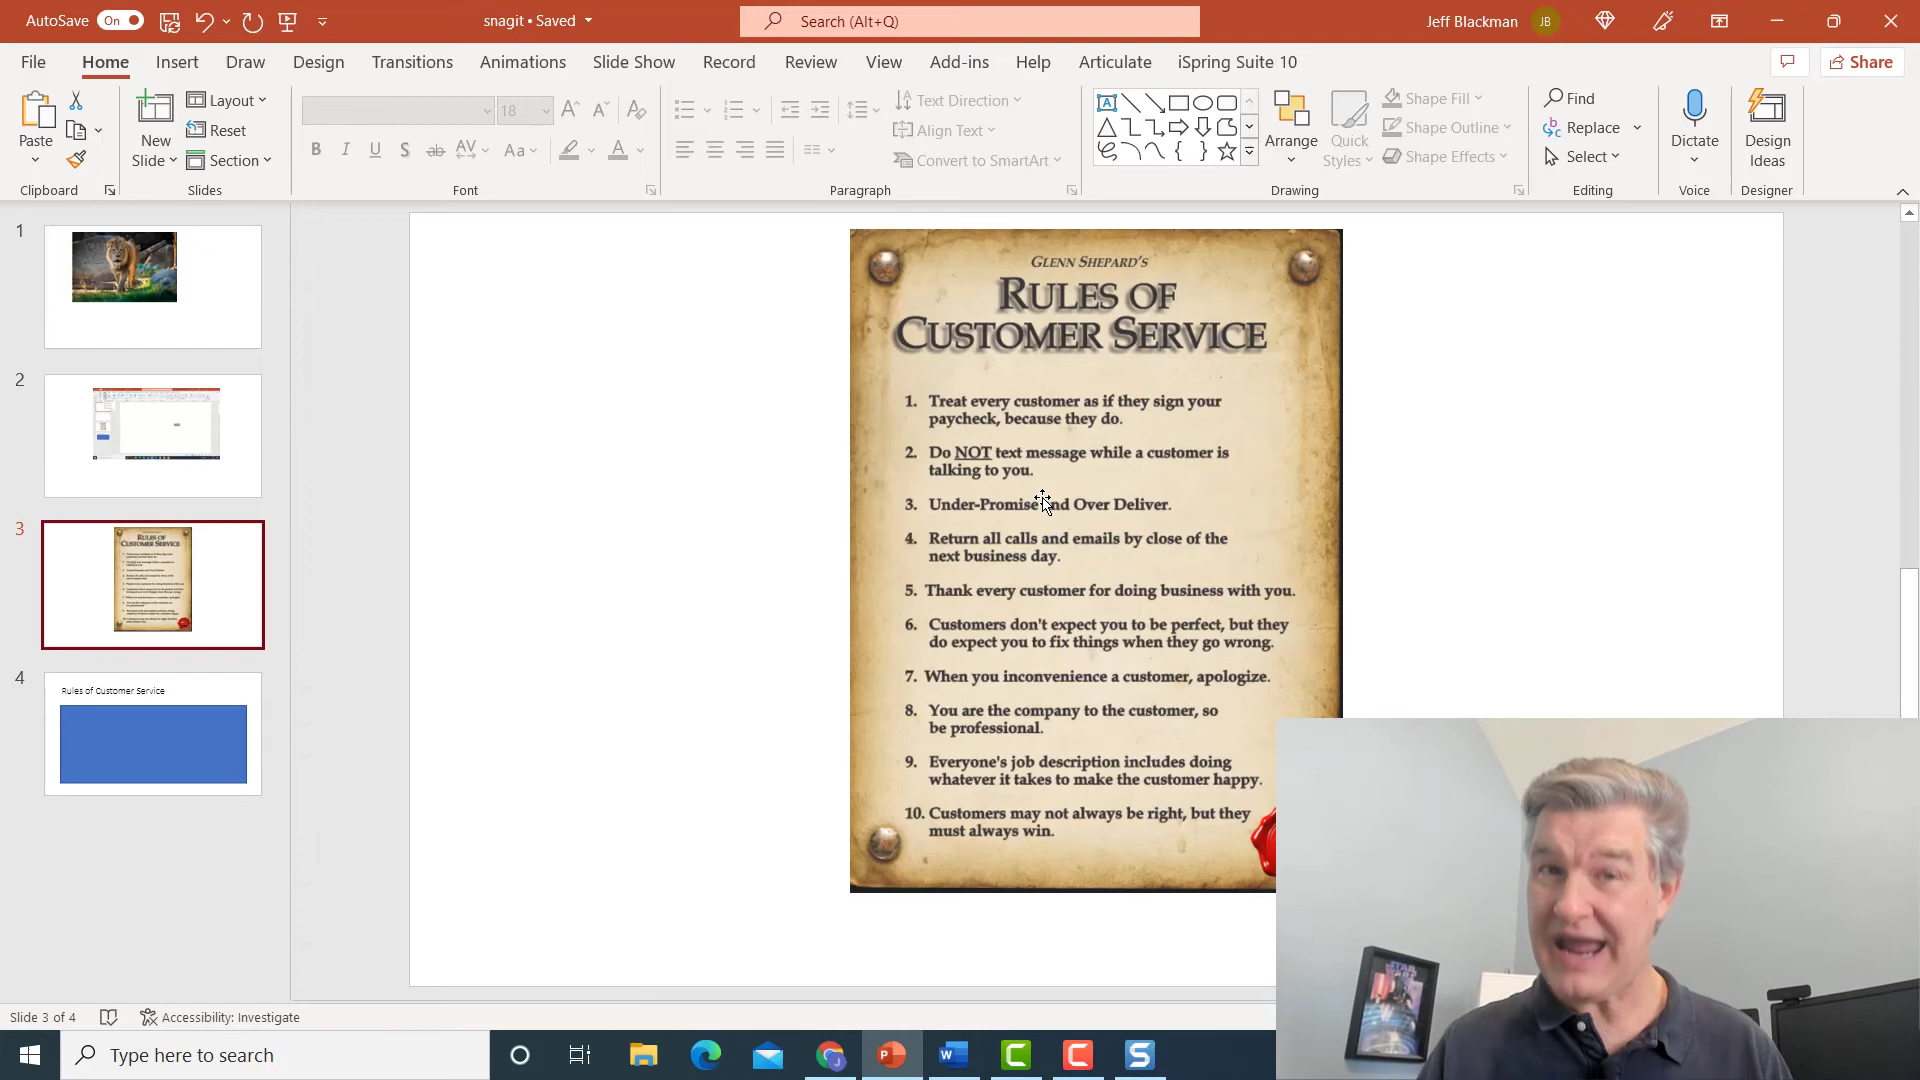 AutoSave On snagit • Saved Search (Alt+Q) Jeff Blackman JB
File Home Insert Draw Design Transitions Animations Slide Show Record Review View Add-ins Help Articulate iSpring Suite 10 Share
Paste
New Slide
Layout
Reset
Section
18
B I U S ab AV Aa A
Text Direction
Align Text
Convert to SmartArt
Arrange
Quick Styles
Shape Fill
Shape Outline
Shape Effects
Find
Replace
Select
Dictate
Design Ideas
Clipboard Slides Font Paragraph Drawing Editing Voice Designer
1
2
3
RULES OF
CUSTOMER SERVICE
4
Rules of Customer Service
GLENN SHEPARD'S
RULES OF
CUSTOMER SERVICE
1. Treat every customer as if they sign your
paycheck, because they do.
2. Do NOT text message while a customer is
talking to you.
3. Under-Promise and Over Deliver.
4. Return all calls and emails by close of the
next business day.
5. Thank every customer for doing business with you.
6. Customers don't expect you to be perfect, but they
do expect you to fix things when they go wrong.
7. When you inconvenience a customer, apologize.
8. You are the company to the customer, so
be professional.
9. Everyone's job description includes doing
whatever it takes to make the customer happy.
10. Customers may not always be right, but they
must always win.
STAR
WARS
Slide 3 of 4 Accessibility: Investigate
Type here to search